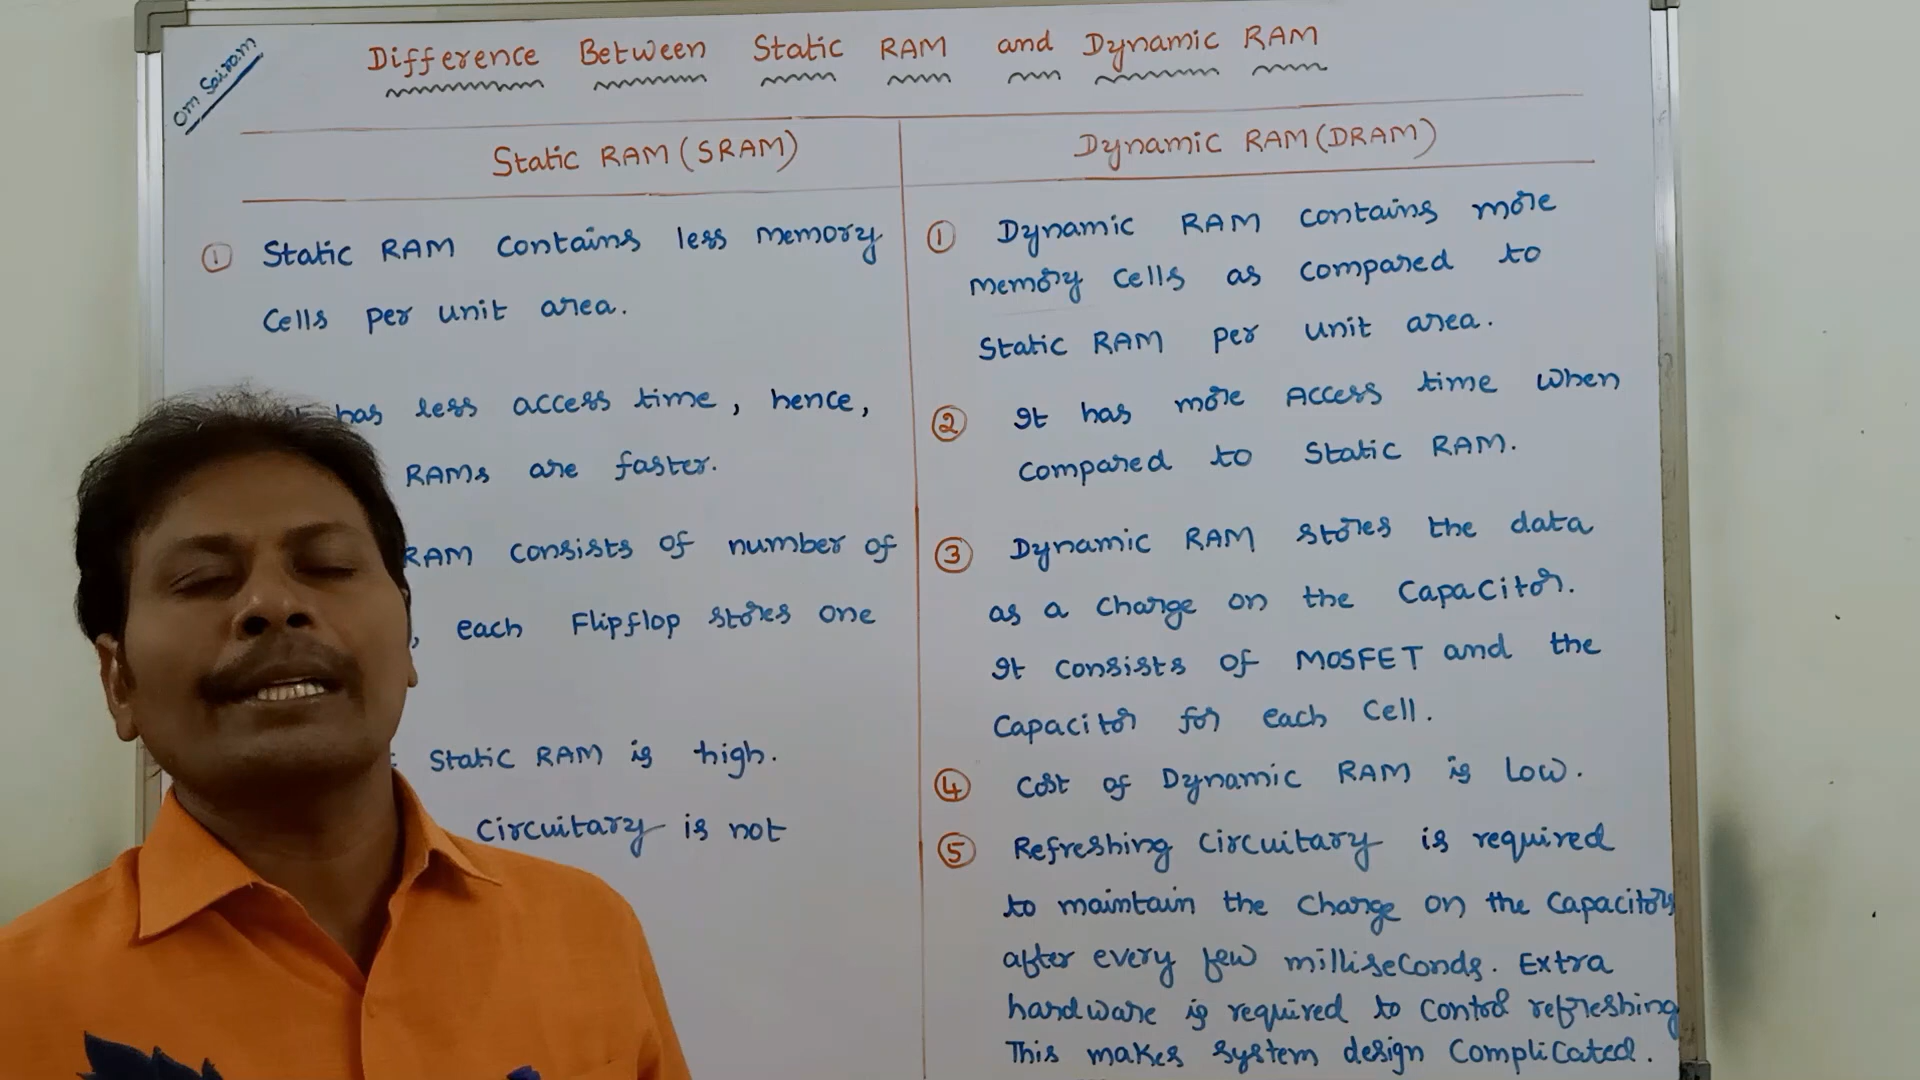 Om Sairam
Difference Between Static RAM and Dynamic RAM
Static RAM (SRAM)
① Static RAM contains less memory
cells per unit area.
has less access time, hence,
RAMs are faster.
RAM consists of number of
, each Flipflop stores one
Static RAM is high.
circuitary is not
Dynamic RAM (DRAM)
① Dynamic RAM contains more
memory cells as compared to
Static RAM per unit area.
② It has more Access time when
compared to Static RAM.
③ Dynamic RAM stores the data
as a charge on the capacitor.
It consists of MOSFET and the
capacitor for each cell.
④ Cost of Dynamic RAM is Low.
⑤ Refreshing circuitary is required
to maintain the charge on the capacitors
after every few milliseconds. Extra
hardware is required to control refreshing
This makes system design complicated.